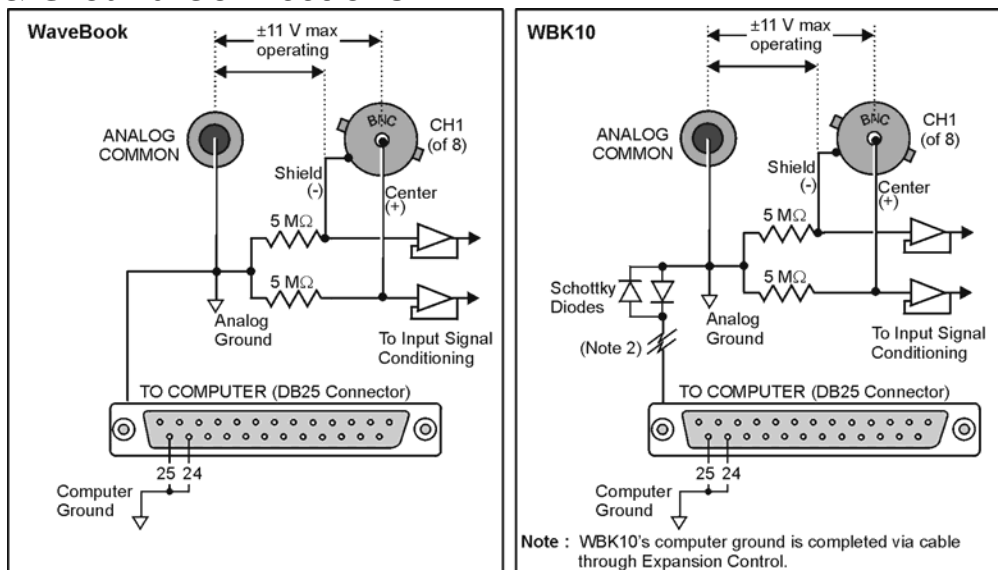 WaveBook
±11 V max
operating
ANALOG
COMMON
BNC
CH1
(of 8)
Shield
(-)
Center
(+)
5 MΩ
5 MΩ
Analog
Ground
To Input Signal
Conditioning
TO COMPUTER (DB25 Connector)
25 24
Computer
Ground
WBK10
±11 V max
operating
ANALOG
COMMON
BNC
CH1
(of 8)
Shield
(-)
Center
(+)
5 MΩ
5 MΩ
Schottky
Diodes
(Note 2)
Analog
Ground
To Input Signal
Conditioning
TO COMPUTER (DB25 Connector)
25 24
Computer
Ground
Note : WBK10's computer ground is completed via cable
through Expansion Control.